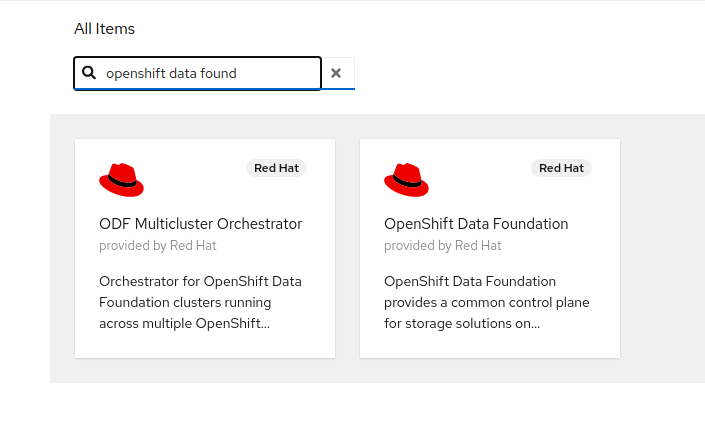 All Items
openshift data found
Red Hat
ODF Multicluster Orchestrator
provided by Red Hat
Orchestrator for OpenShift Data
Foundation clusters running
across multiple OpenShift...
Red Hat
OpenShift Data Foundation
provided by Red Hat
OpenShift Data Foundation
provides a common control plane
for storage solutions on...